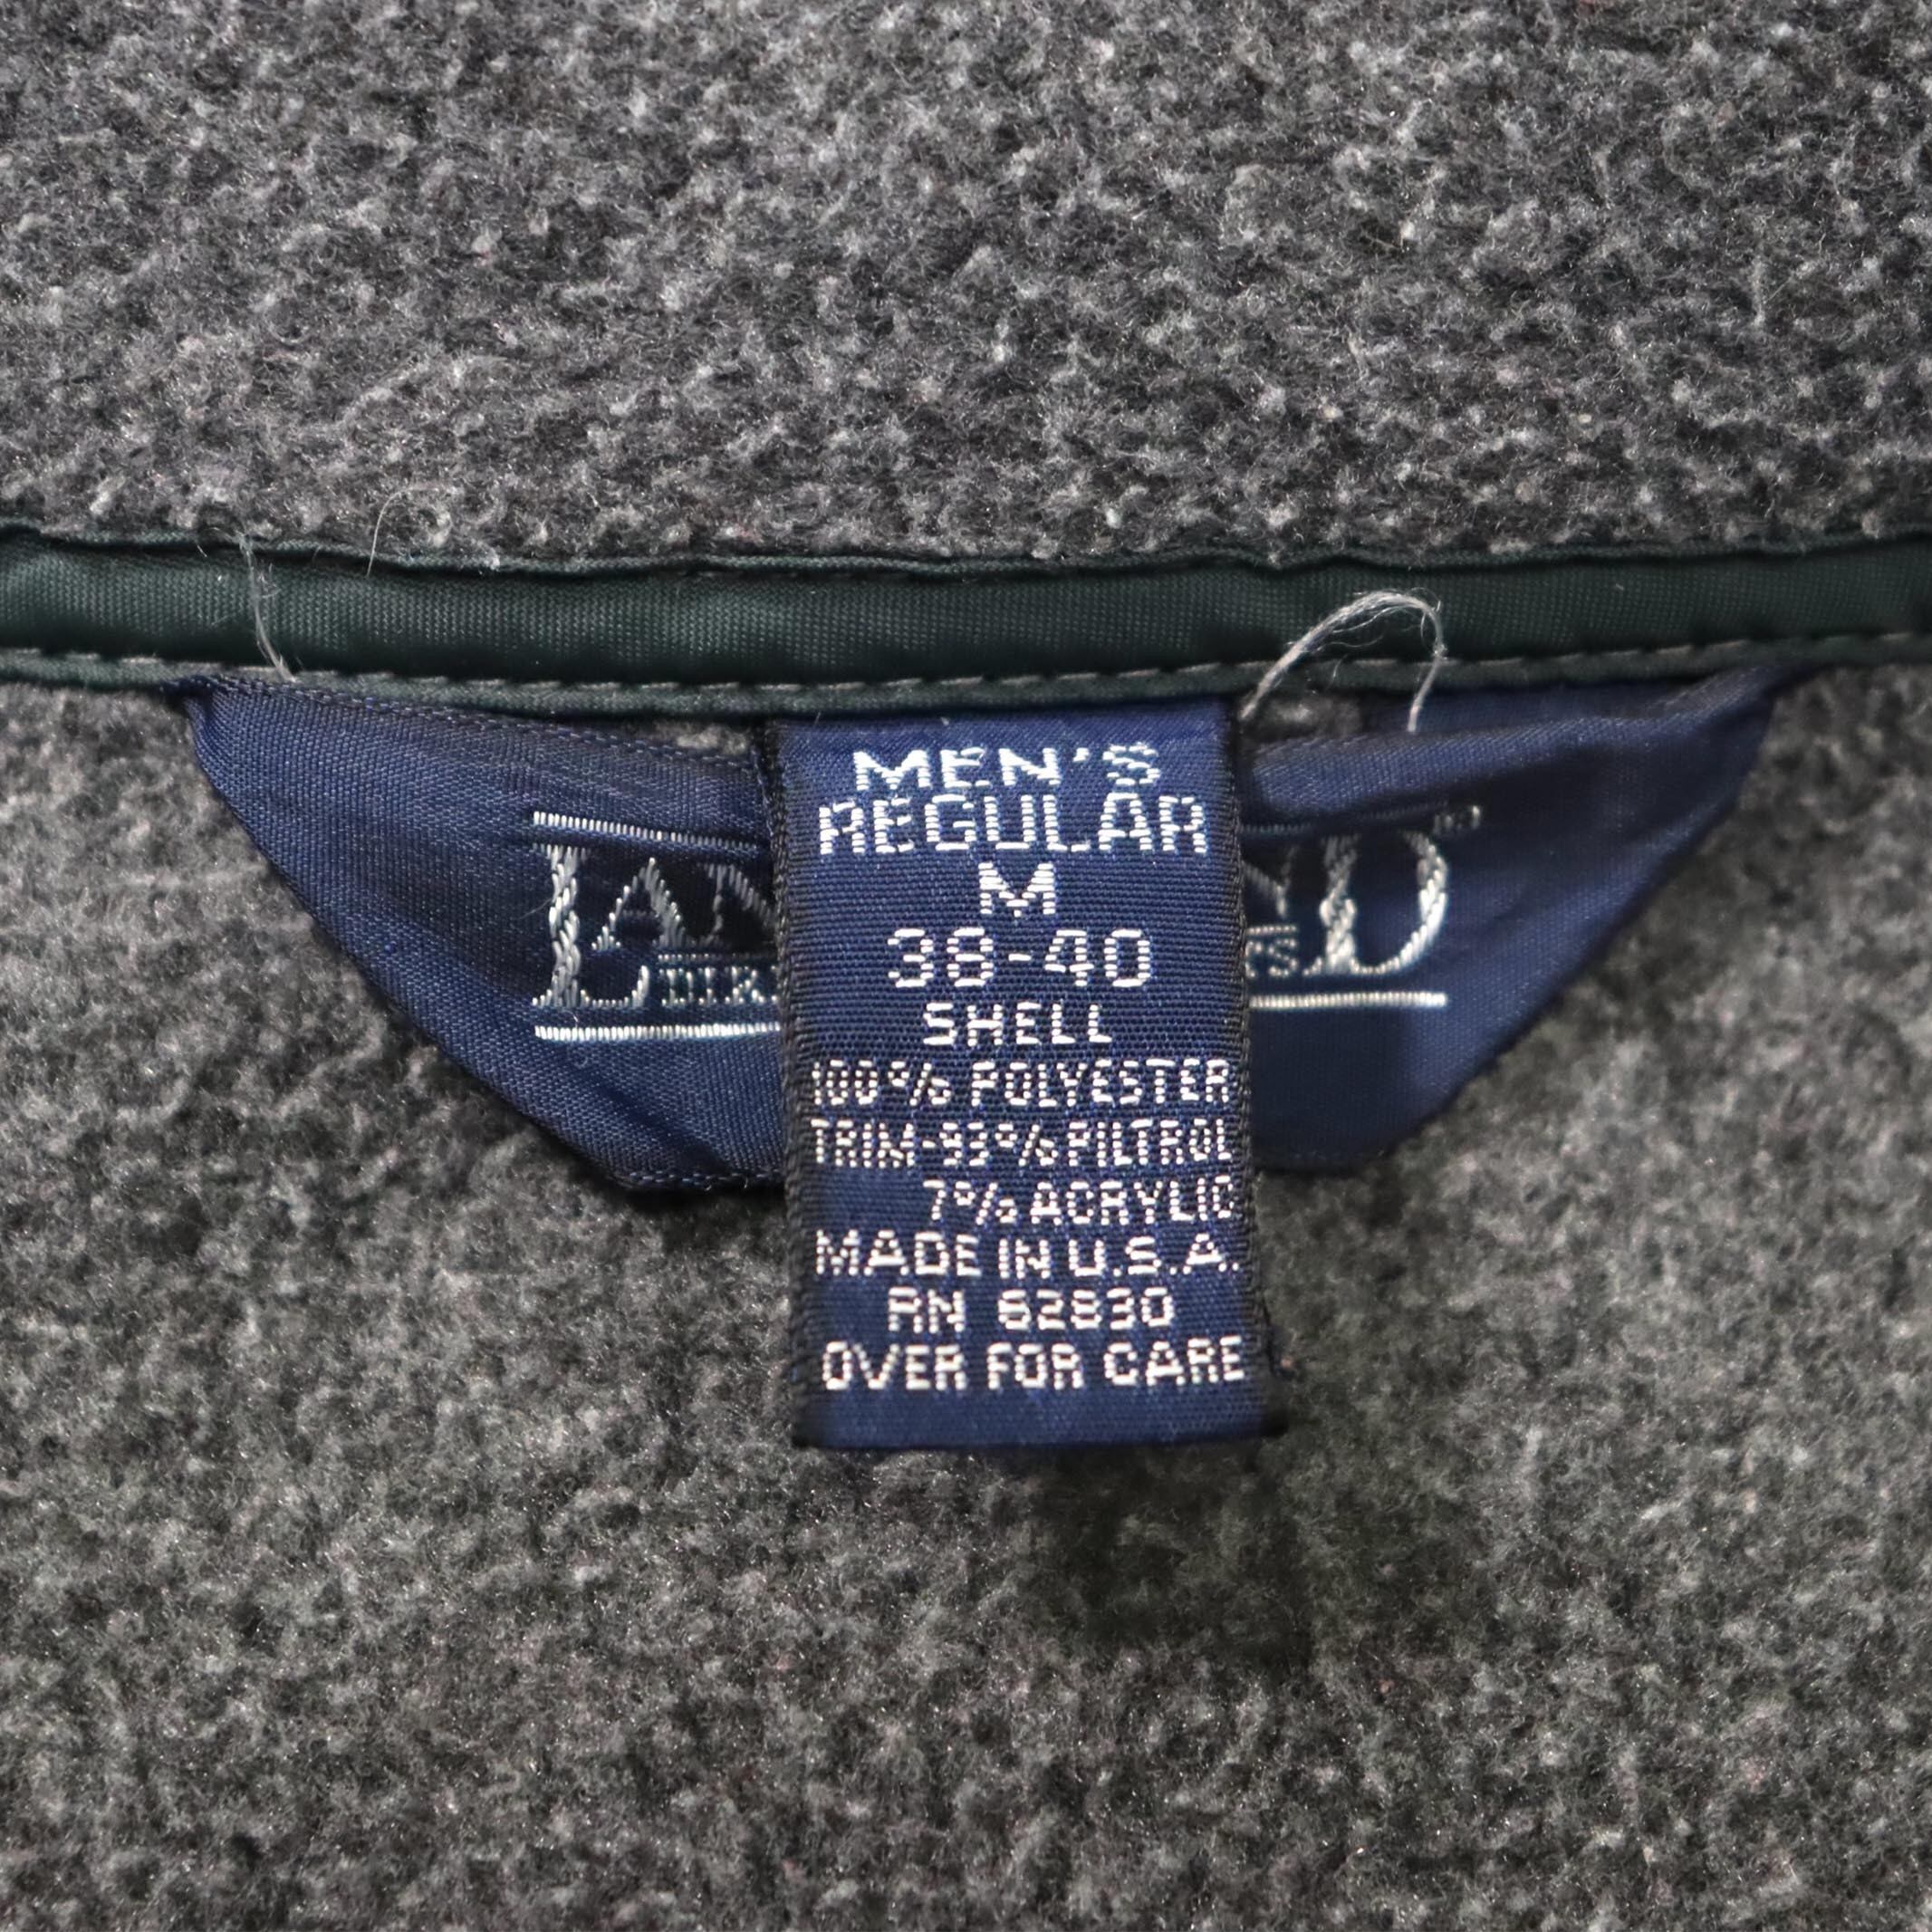 MEN'S
REGULAR
M
38-40
SHELL
100% POLYESTER
TRIM-93% PILTROL
7% ACRYLIC
MADE IN U.S.A.
RN 62830
OVER FOR CARE